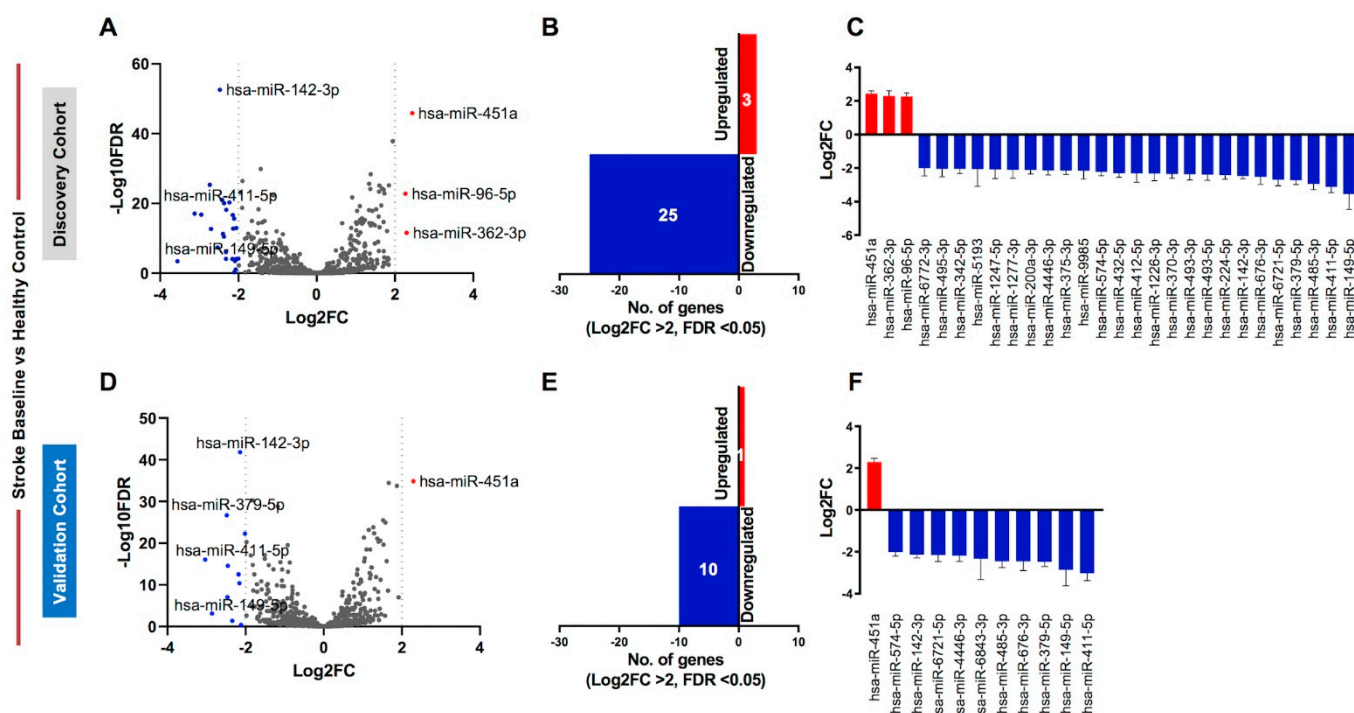 Stroke Baseline vs Healthy Control
Discovery Cohort
A
60
40
20
0
-Log10FDR
hsa-miR-142-3p
hsa-miR-451a
hsa-miR-411-5p
hsa-miR-96-5p
hsa-miR-362-3p
hsa-miR-149-5p
-4
-2
0
2
4
Log2FC
B
Upregulated
3
25
Downregulated
-30
-20
-10
0
10
No. of genes
(Log2FC >2, FDR <0.05)
C
4
2
0
-2
-4
-6
Log2FC
hsa-miR-451a
hsa-miR-362-3p
hsa-miR-96-5p
hsa-miR-6772-3p
hsa-miR-495-3p
hsa-miR-342-5p
hsa-miR-5193
hsa-miR-1247-5p
hsa-miR-1277-3p
hsa-miR-200a-3p
hsa-miR-4446-3p
hsa-miR-375-3p
hsa-miR-9985
hsa-miR-574-5p
hsa-miR-432-5p
hsa-miR-412-5p
hsa-miR-1226-3p
hsa-miR-370-3p
hsa-miR-493-3p
hsa-miR-493-5p
hsa-miR-224-5p
hsa-miR-142-3p
hsa-miR-676-3p
hsa-miR-6721-5p
hsa-miR-379-5p
hsa-miR-485-3p
hsa-miR-411-5p
hsa-miR-149-5p
Validation Cohort
D
50
40
30
20
10
0
-Log10FDR
hsa-miR-142-3p
hsa-miR-451a
hsa-miR-379-5p
hsa-miR-411-5p
hsa-miR-149-5p
-4
-2
0
2
4
Log2FC
E
Upregulated
1
10
Downregulated
-30
-20
-10
0
10
No. of genes
(Log2FC >2, FDR <0.05)
F
4
2
0
-2
-4
Log2FC
hsa-miR-451a
hsa-miR-574-5p
hsa-miR-142-3p
hsa-miR-6721-5p
hsa-miR-4446-3p
hsa-miR-6843-3p
hsa-miR-485-3p
hsa-miR-676-3p
hsa-miR-379-5p
hsa-miR-149-5p
hsa-miR-411-5p